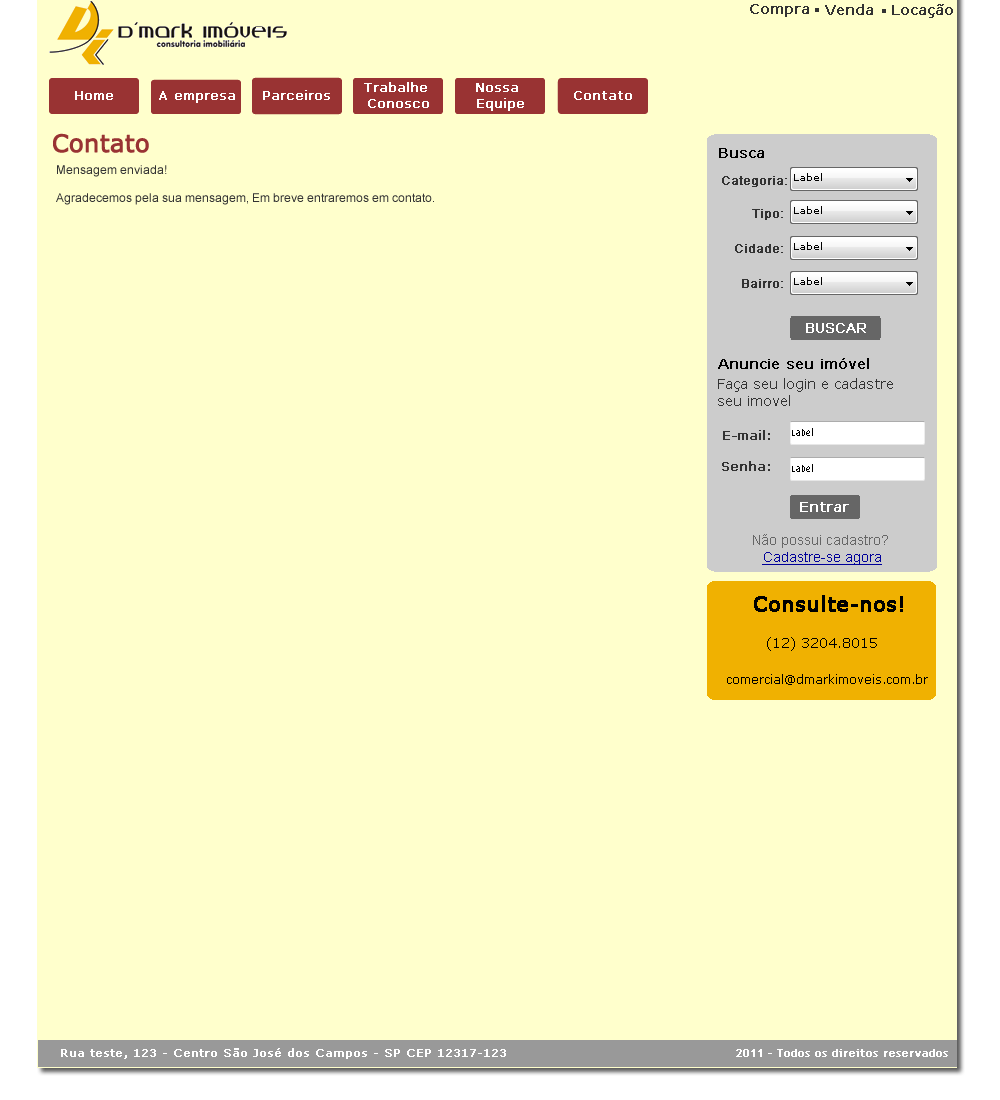 Compra ▪ Venda ▪ Locação
D´mark imóveis
consultoria imobiliária
Home
A empresa
Parceiros
Trabalhe
Conosco
Nossa
Equipe
Contato
Contato
Mensagem enviada!
Agradecemos pela sua mensagem, Em breve entraremos em contato.
Busca
Categoria: Label
Tipo: Label
Cidade: Label
Bairro: Label
BUSCAR
Anuncie seu imóvel
Faça seu login e cadastre
seu imovel
E-mail: Label
Senha: Label
Entrar
Não possui cadastro?
Cadastre-se agora
Consulte-nos!
(12) 3204.8015
comercial@dmarkimoveis.com.br
Rua teste, 123 - Centro São José dos Campos - SP CEP 12317-123
2011 - Todos os direitos reservados